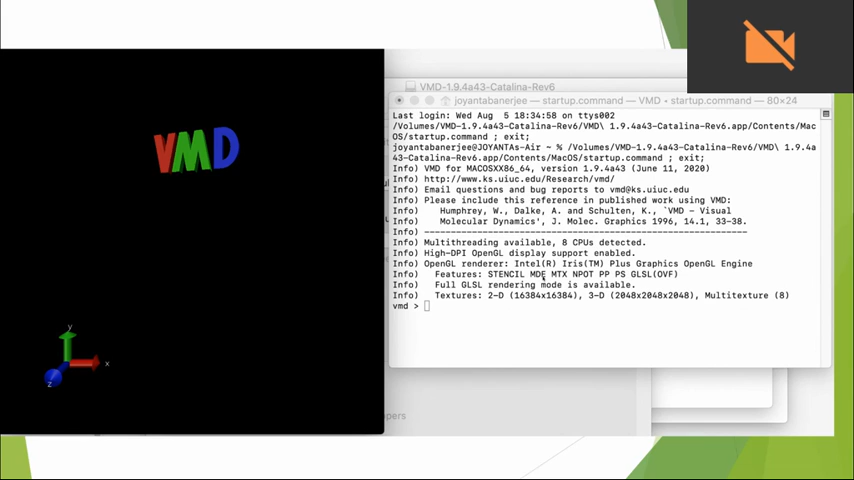 VMD
y
x
z
VMD-1.9.4a43-Catalina-Rev6
joyantabanerjee — startup.command — VMD • startup.command — 80×24
Last login: Wed Aug  5 18:34:58 on ttys002
/Volumes/VMD-1.9.4a43-Catalina-Rev6/VMD\ 1.9.4a43-Catalina-Rev6.app/Contents/Mac
OS/startup.command ; exit;
joyantabanerjee@JOYANTAs-Air ~ % /Volumes/VMD-1.9.4a43-Catalina-Rev6/VMD\ 1.9.4a
43-Catalina-Rev6.app/Contents/MacOS/startup.command ; exit;
Info) VMD for MACOSXX86_64, version 1.9.4a43 (June 11, 2020)
Info) http://www.ks.uiuc.edu/Research/vmd/
Info) Email questions and bug reports to vmd@ks.uiuc.edu
Info) Please include this reference in published work using VMD:
Info)    Humphrey, W., Dalke, A. and Schulten, K., `VMD - Visual
Info)    Molecular Dynamics', J. Molec. Graphics 1996, 14.1, 33-38.
Info) -------------------------------------------------------------
Info) Multithreading available, 8 CPUs detected.
Info) High-DPI OpenGL display support enabled.
Info) OpenGL renderer: Intel(R) Iris(TM) Plus Graphics OpenGL Engine
Info)   Features: STENCIL MDE MTX NPOT PP PS GLSL(OVF)
Info)   Full GLSL rendering mode is available.
Info)   Textures: 2-D (16384x16384), 3-D (2048x2048x2048), Multitexture (8)
vmd >